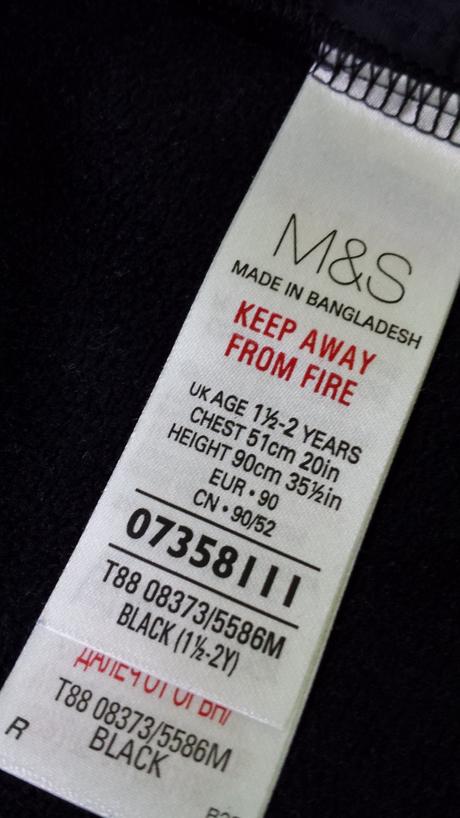 M&S
MADE IN BANGLADESH
KEEP AWAY
FROM FIRE
UK AGE 1½-2 YEARS
CHEST 51cm 20in
HEIGHT 90cm 35½in
EUR • 90
CN • 90/52
07358111
T88 08373/5586M
BLACK (1½-2Y)
T88 08373/5586M
BLACK
R